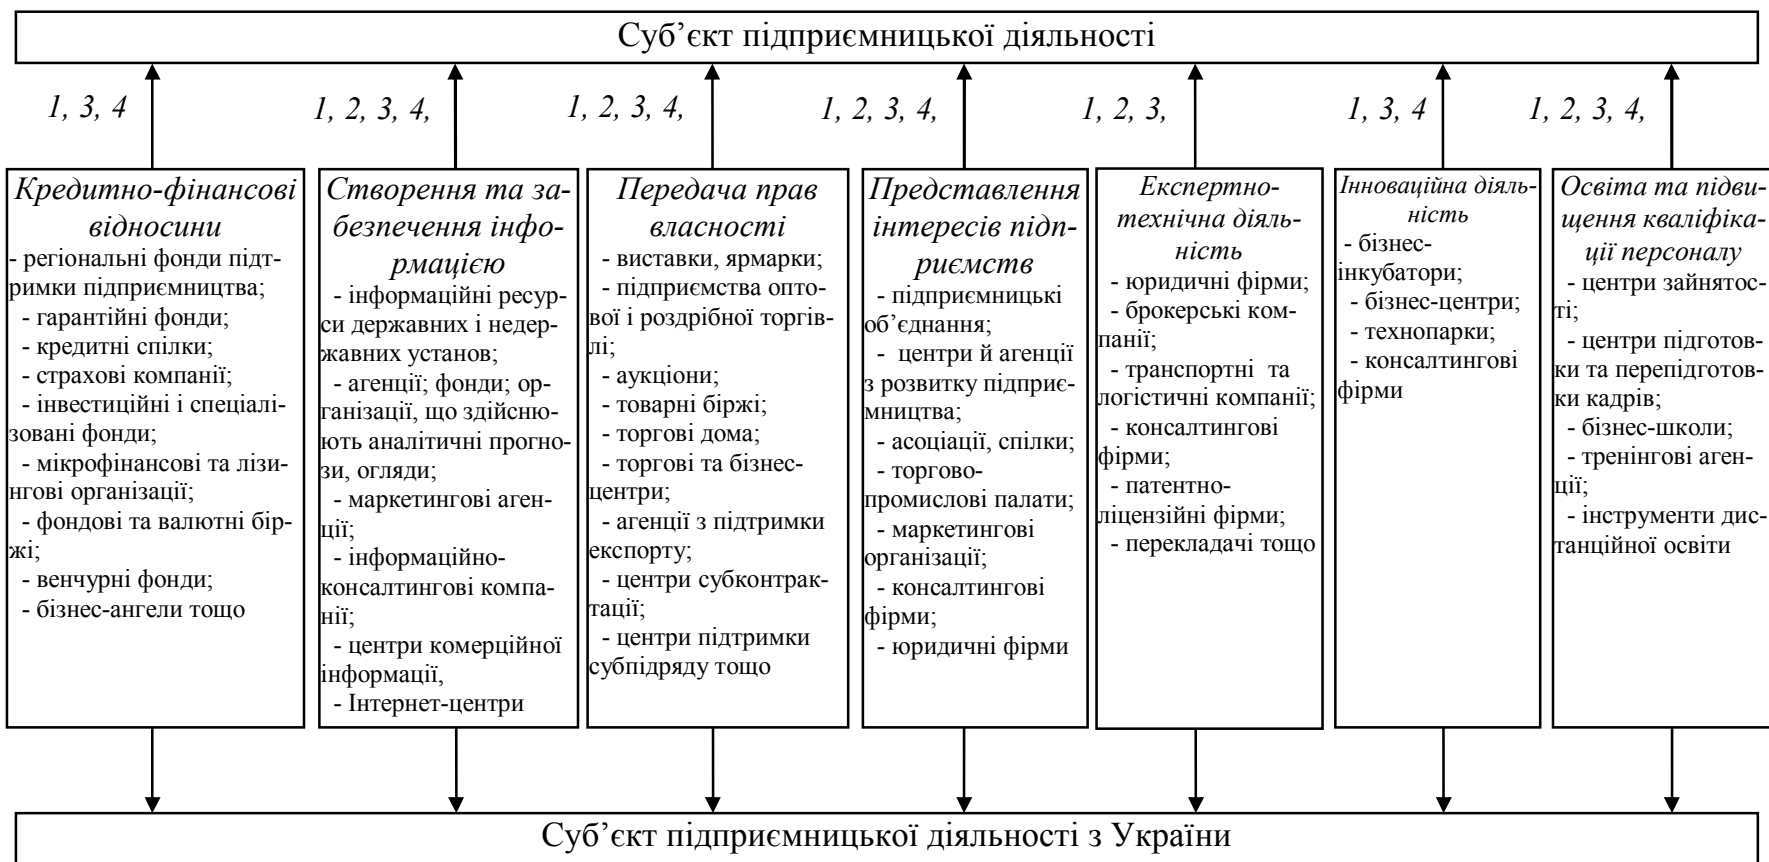 Суб’єкт підприємницької діяльності
1, 3, 4
1, 2, 3, 4,
1, 2, 3, 4,
1, 2, 3, 4,
1, 2, 3,
1, 3, 4
1, 2, 3, 4,
Кредитно-фінансові
відносини
- регіональні фонди підт-
римки підприємництва;
- гарантійні фонди;
- кредитні спілки;
- страхові компанії;
- інвестиційні і спеціалі-
зовані фонди;
- мікрофінансові та лізи-
нгові організації;
- фондові та валютні бір-
жі;
- венчурні фонди;
- бізнес-ангели тощо
Створення та за-
безпечення інфо-
рмацією
- інформаційні ресур-
си державних і недер-
жавних установ;
- агенції; фонди; ор-
ганізації, що здійсню-
ють аналітичні прогно-
зи, огляди;
- маркетингові аген-
ції;
- інформаційно-
консалтингові компа-
нії;
- центри комерційної
інформації,
- Інтернет-центри
Передача прав
власності
- виставки, ярмарки;
- підприємства опто-
вої і роздрібної торгів-
лі;
- аукціони;
- товарні біржі;
- торгові дома;
- торгові та бізнес-
центри;
- агенції з підтримки
експорту;
- центри субконтрак-
тації;
- центри підтримки
субпідряду тощо
Представлення
інтересів підп-
риємств
- підприємницькі
об’єднання;
- центри й агенції
з розвитку підприє-
мництва;
- асоціації, спілки;
- торгово-
промислові палати;
- маркетингові
організації;
- консалтингові
фірми;
- юридичні фірми
Експертно-
технічна діяль-
ність
- юридичні фірми;
- брокерські ком-
панії;
- транспортні та
логістичні компанії;
- консалтингові
фірми;
- патентно-
ліцензійні фірми;
- перекладачі тощо
Інноваційна діяль-
ність
- бізнес-
інкубатори;
- бізнес-центри;
- технопарки;
- консалтингові
фірми
Освіта та підви-
щення кваліфіка-
ції персоналу
- центри зайнятос-
ті;
- центри підготов-
ки та перепідготов-
ки кадрів;
- бізнес-школи;
- тренінгові аген-
ції;
- інструменти дис-
танційної освіти
Суб’єкт підприємницької діяльності з України